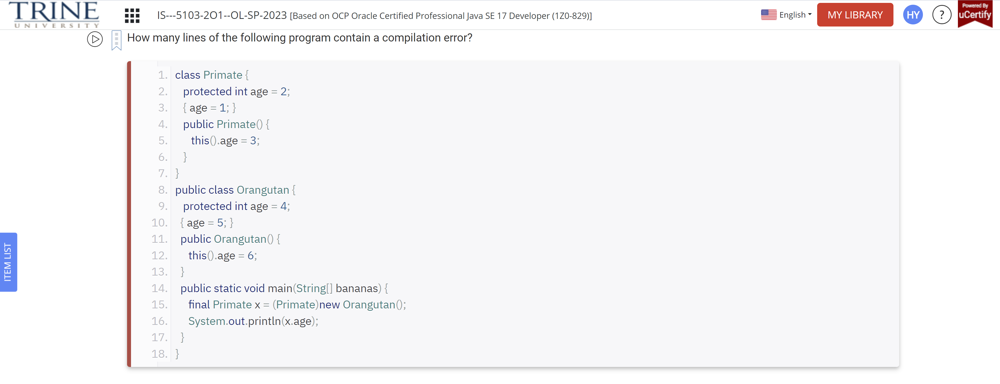 TRINE
UNIVERSITY
IS---5103-2O1--OL-SP-2023 [Based on OCP Oracle Certified Professional Java SE 17 Developer (1Z0-829)]
English
MY LIBRARY
HY
?
Powered By
uCertify
How many lines of the following program contain a compilation error?
1. class Primate {
2. protected int age = 2;
3. { age = 1; }
4. public Primate() {
5. this().age = 3;
6. }
7. }
8. public class Orangutan {
9. protected int age = 4;
10. { age = 5; }
11. public Orangutan() {
12. this().age = 6;
13. }
14. public static void main(String[] bananas) {
15. final Primate x = (Primate)new Orangutan();
16. System.out.println(x.age);
17. }
18. }
ITEM LIST